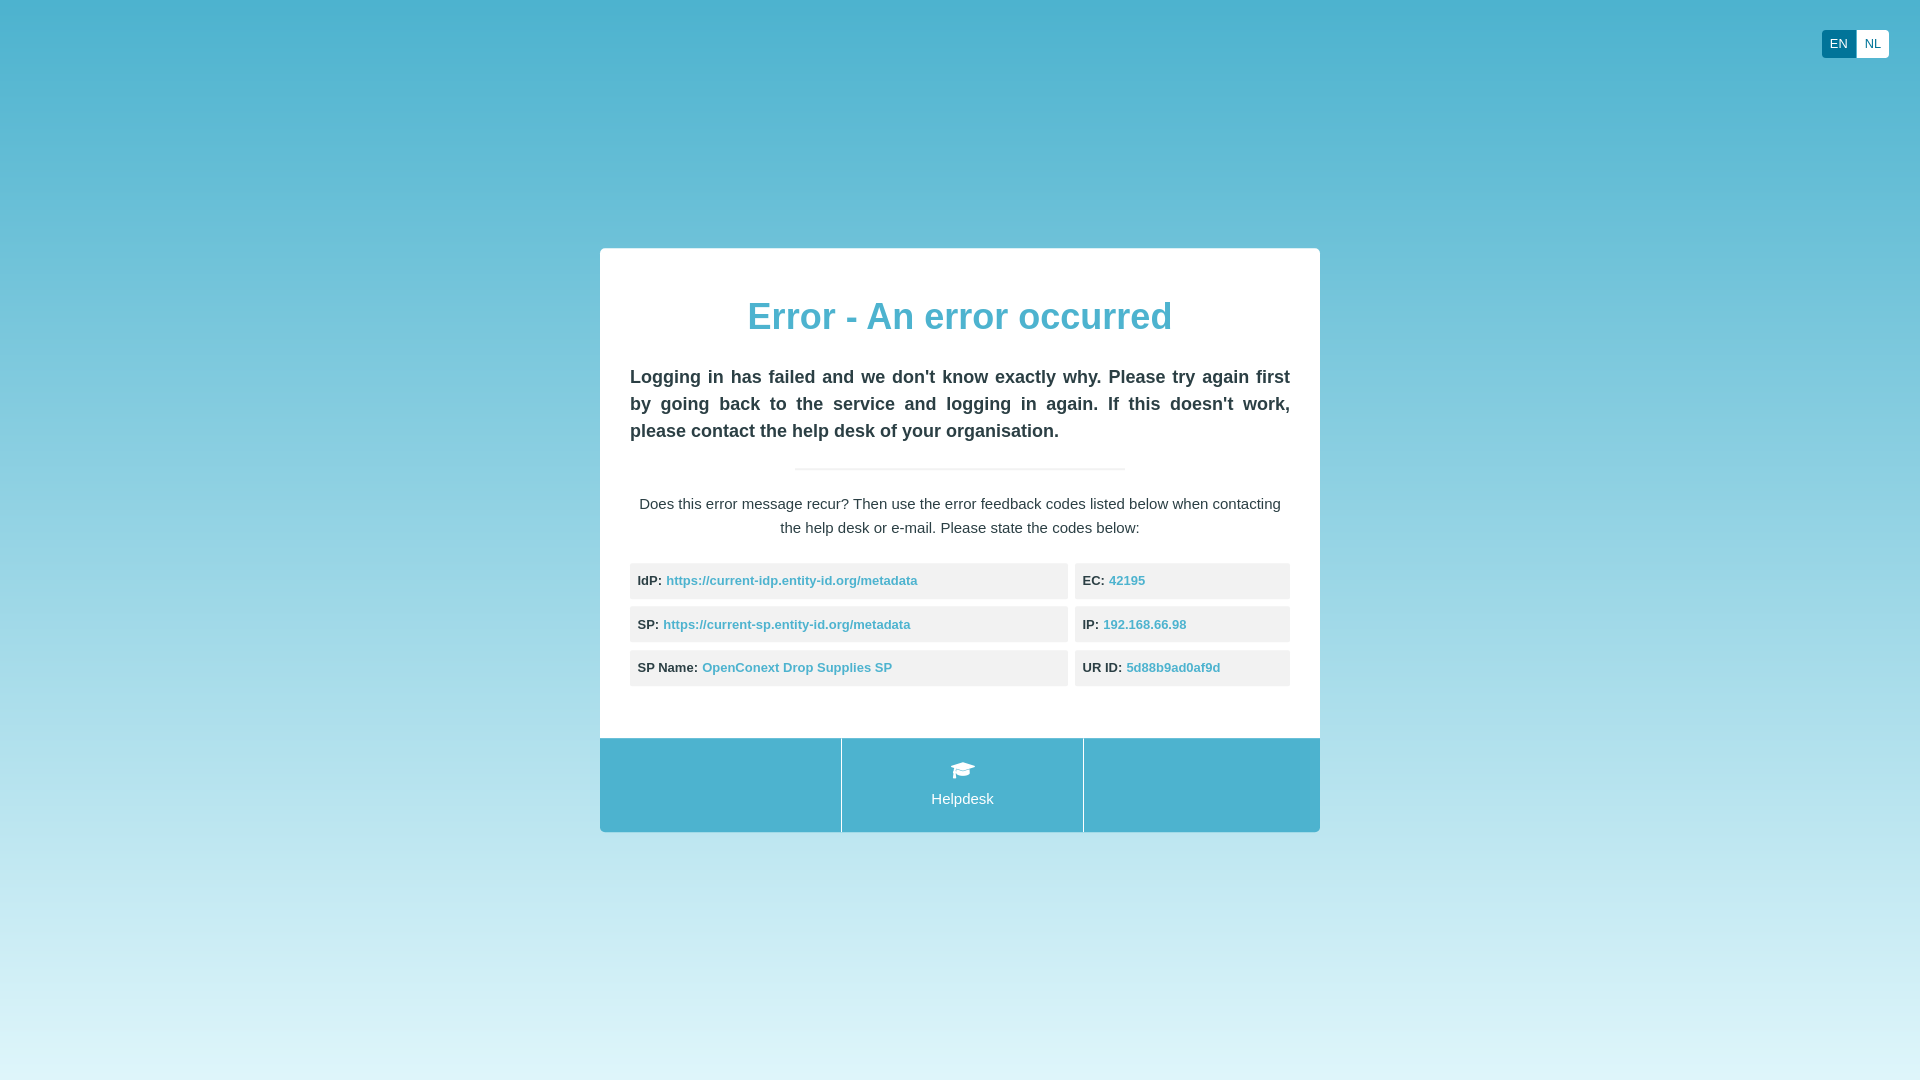 EN NL
Error - An error occurred
Logging in has failed and we don't know exactly why. Please try again first
by going back to the service and logging in again. If this doesn't work,
please contact the help desk of your organisation.
Does this error message recur? Then use the error feedback codes listed below when contacting
the help desk or e-mail. Please state the codes below:
IdP: https://current-idp.entity-id.org/metadata EC: 42195
SP: https://current-sp.entity-id.org/metadata IP: 192.168.66.98
SP Name: OpenConext Drop Supplies SP UR ID: 5d88b9ad0af9d
Helpdesk